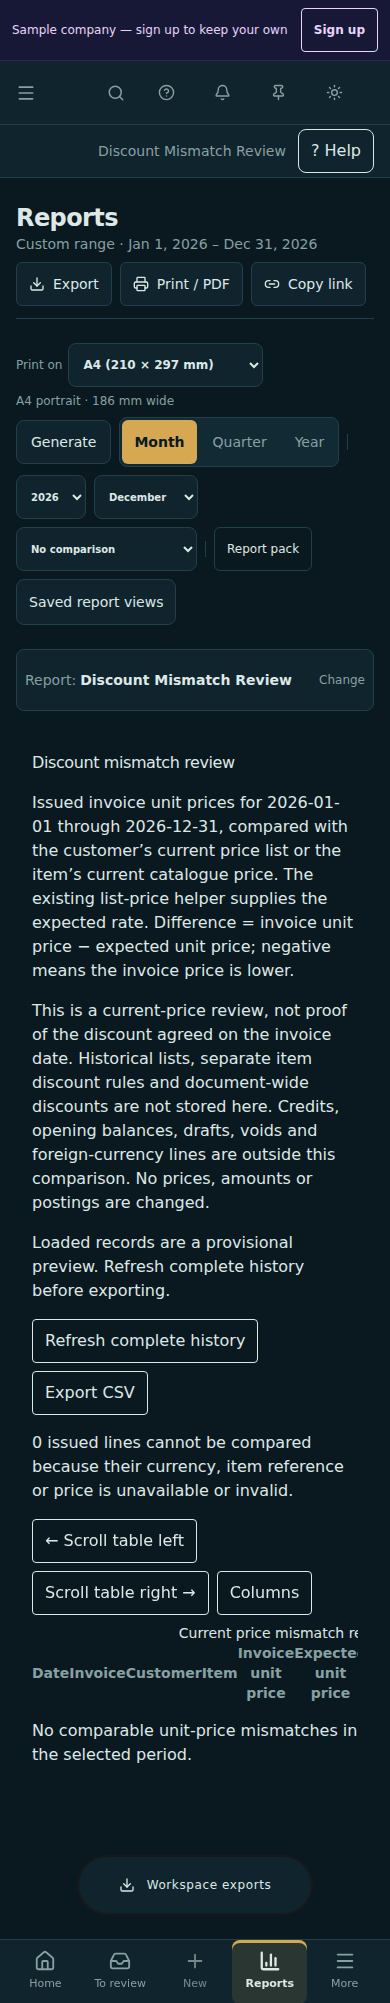 Sample company — sign up to keep your own Sign up
Discount Mismatch Review ? Help
Reports
Custom range · Jan 1, 2026 – Dec 31, 2026
Export Print / PDF Copy link
Print on A4 (210 × 297 mm)
A4 portrait · 186 mm wide
Generate Month Quarter Year
2026 December
No comparison Report pack
Saved report views
Report: Discount Mismatch Review Change
Discount mismatch review
Issued invoice unit prices for 2026-01-
01 through 2026-12-31, compared with
the customer’s current price list or the
item’s current catalogue price. The
existing list-price helper supplies the
expected rate. Difference = invoice unit
price − expected unit price; negative
means the invoice price is lower.
This is a current-price review, not proof
of the discount agreed on the invoice
date. Historical lists, separate item
discount rules and document-wide
discounts are not stored here. Credits,
opening balances, drafts, voids and
foreign-currency lines are outside this
comparison. No prices, amounts or
postings are changed.
Loaded records are a provisional
preview. Refresh complete history
before exporting.
Refresh complete history
Export CSV
0 issued lines cannot be compared
because their currency, item reference
or price is unavailable or invalid.
← Scroll table left
Scroll table right → Columns
Current price mismatch re
Invoice Expecte
Date Invoice Customer Item unit unit
price price
No comparable unit-price mismatches in
the selected period.
Workspace exports
Home To review New Reports More